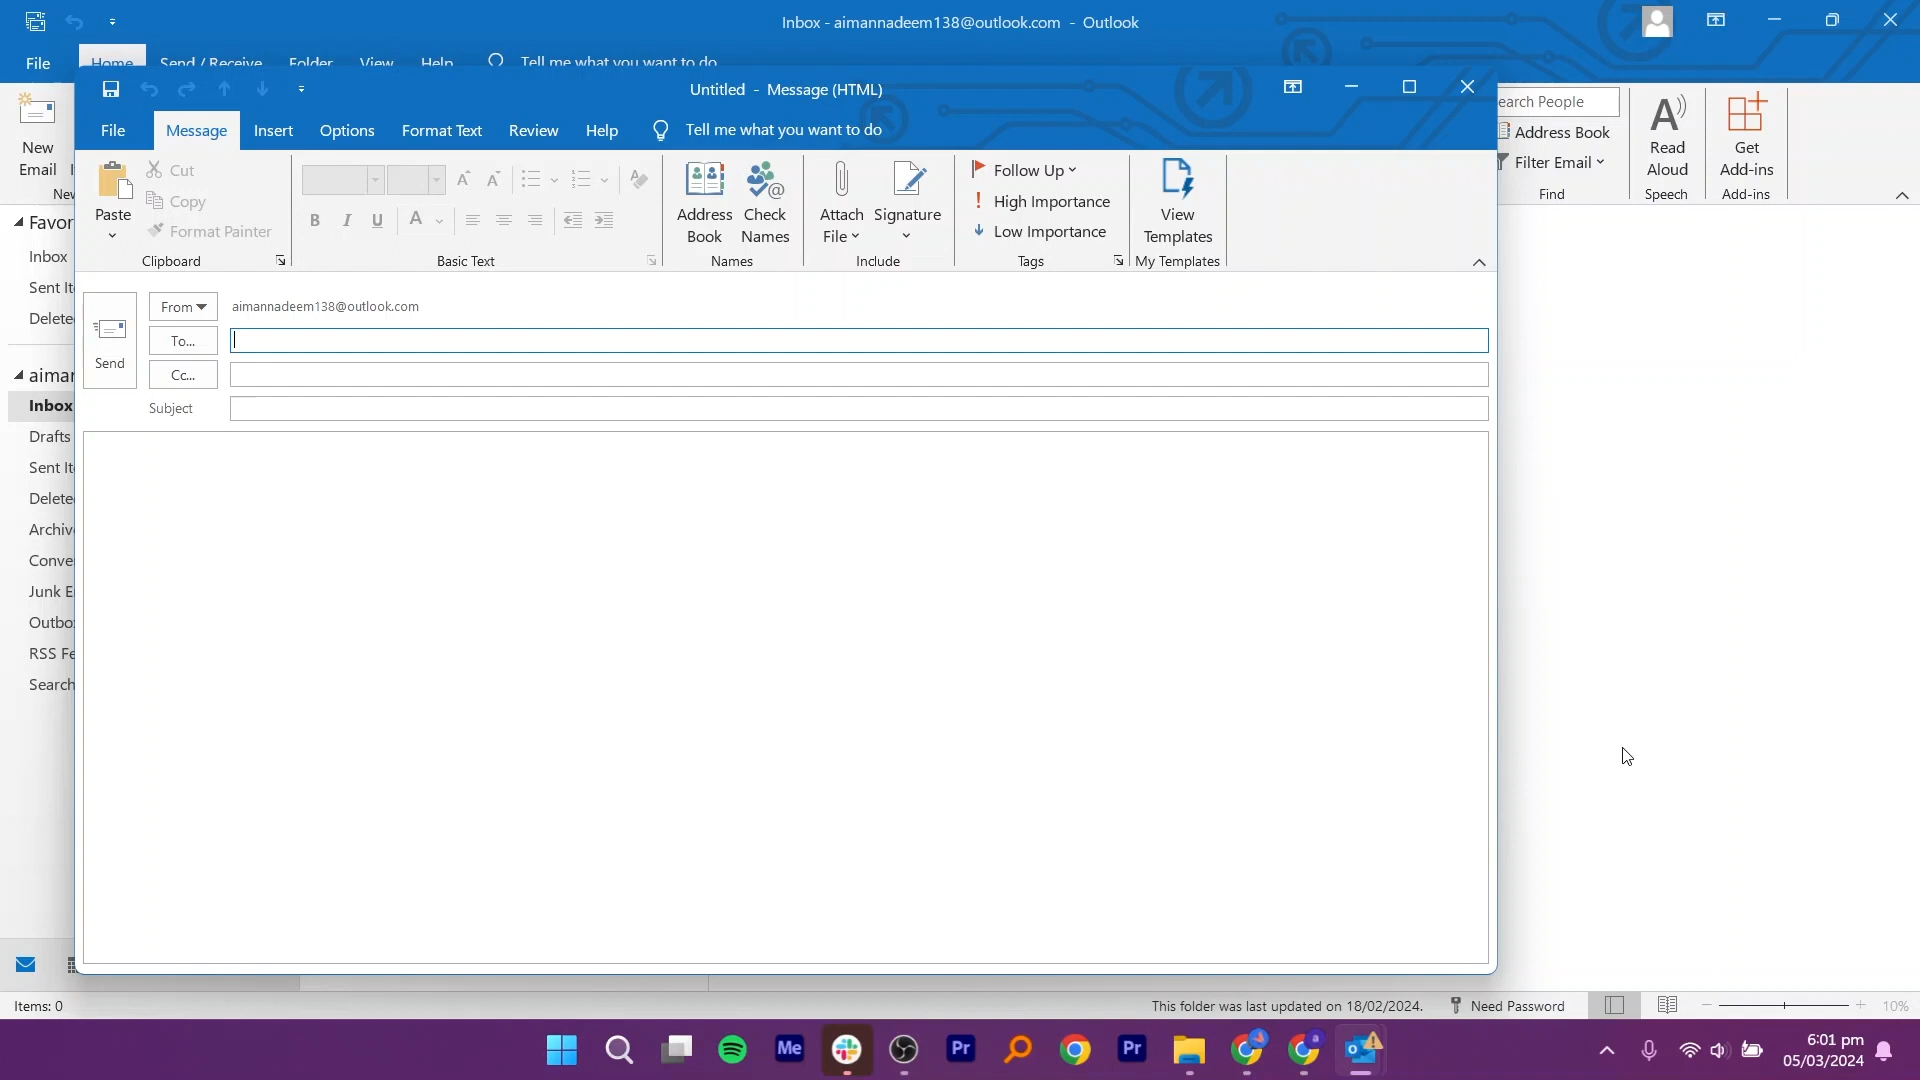 Inbox - aimannadeem138@outlook.com - Outlook
File Home Send / Receive Folder View Help Tell me what you want to do
Untitled - Message (HTML)
File Message Insert Options Format Text Review Help Tell me what you want to do
New
Email
New
Paste
Cut
Copy
Format Painter
Clipboard
B I U A
Basic Text
Address
Book
Check
Names
Names
Attach
File
Signature
Include
Follow Up
High Importance
Low Importance
Tags
View
Templates
My Templates
earch People
Address Book
Filter Email
Find
Read
Aloud
Speech
Get
Add-ins
Add-ins
Favor
Inbox
Sent It
Delete
aimar
Inbox
Drafts
Sent It
Delete
Archiv
Conve
Junk E
Outbo
RSS Fe
Search
Send
From aimannadeem138@outlook.com
To...
Cc...
Subject
Items: 0
This folder was last updated on 18/02/2024.
Need Password
10%
Me
Pr
Pr
a
6:01 pm
05/03/2024